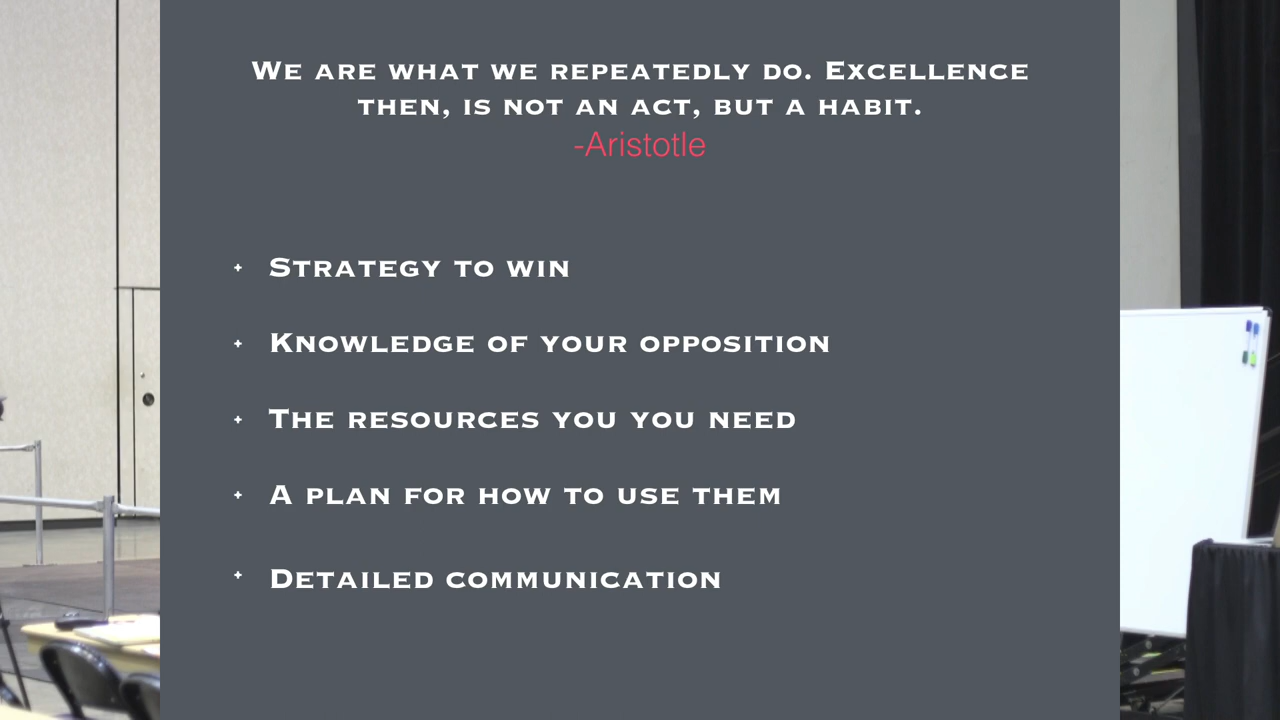 We are what we repeatedly do. Excellence
then, is not an act, but a habit.
-Aristotle
Strategy to win
Knowledge of your opposition
The resources you you need
A plan for how to use them
Detailed communication